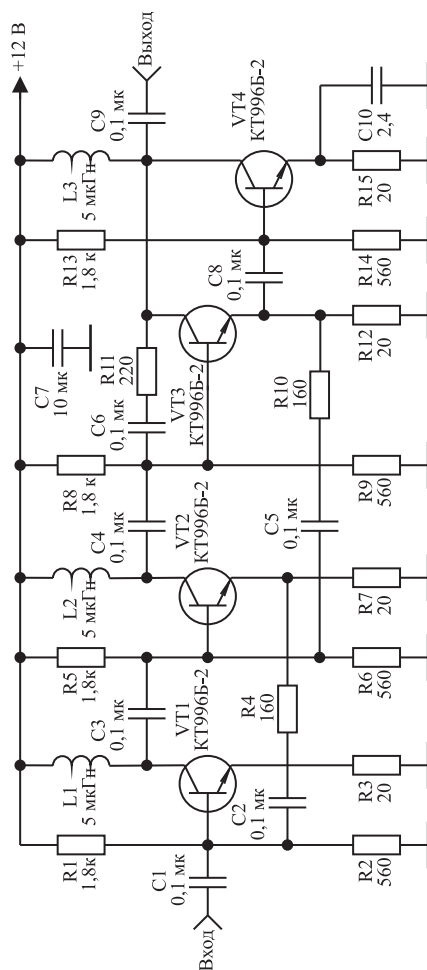 +12 В
R1
1,8к
L1
5 мкГн
R5
1,8к
L2
5 мкГн
R8
1,8 к
C7
10 мк
R13
1,8 к
L3
5 мкГн
C9
0,1 мк
Выход
C3
0,1 мк
C4
0,1 мк
C6
0,1 мк
R11
220
VT1
КТ996Б-2
VT2
КТ996Б-2
VT3
КТ996Б-2
VT4
КТ996Б-2
Вход
C1
0,1 мк
C2
0,1 мк
R4
160
C5
0,1 мк
R10
160
C8
0,1 мк
R2
560
R3
20
R6
560
R7
20
R9
560
R12
20
R14
560
R15
20
C10
2,4